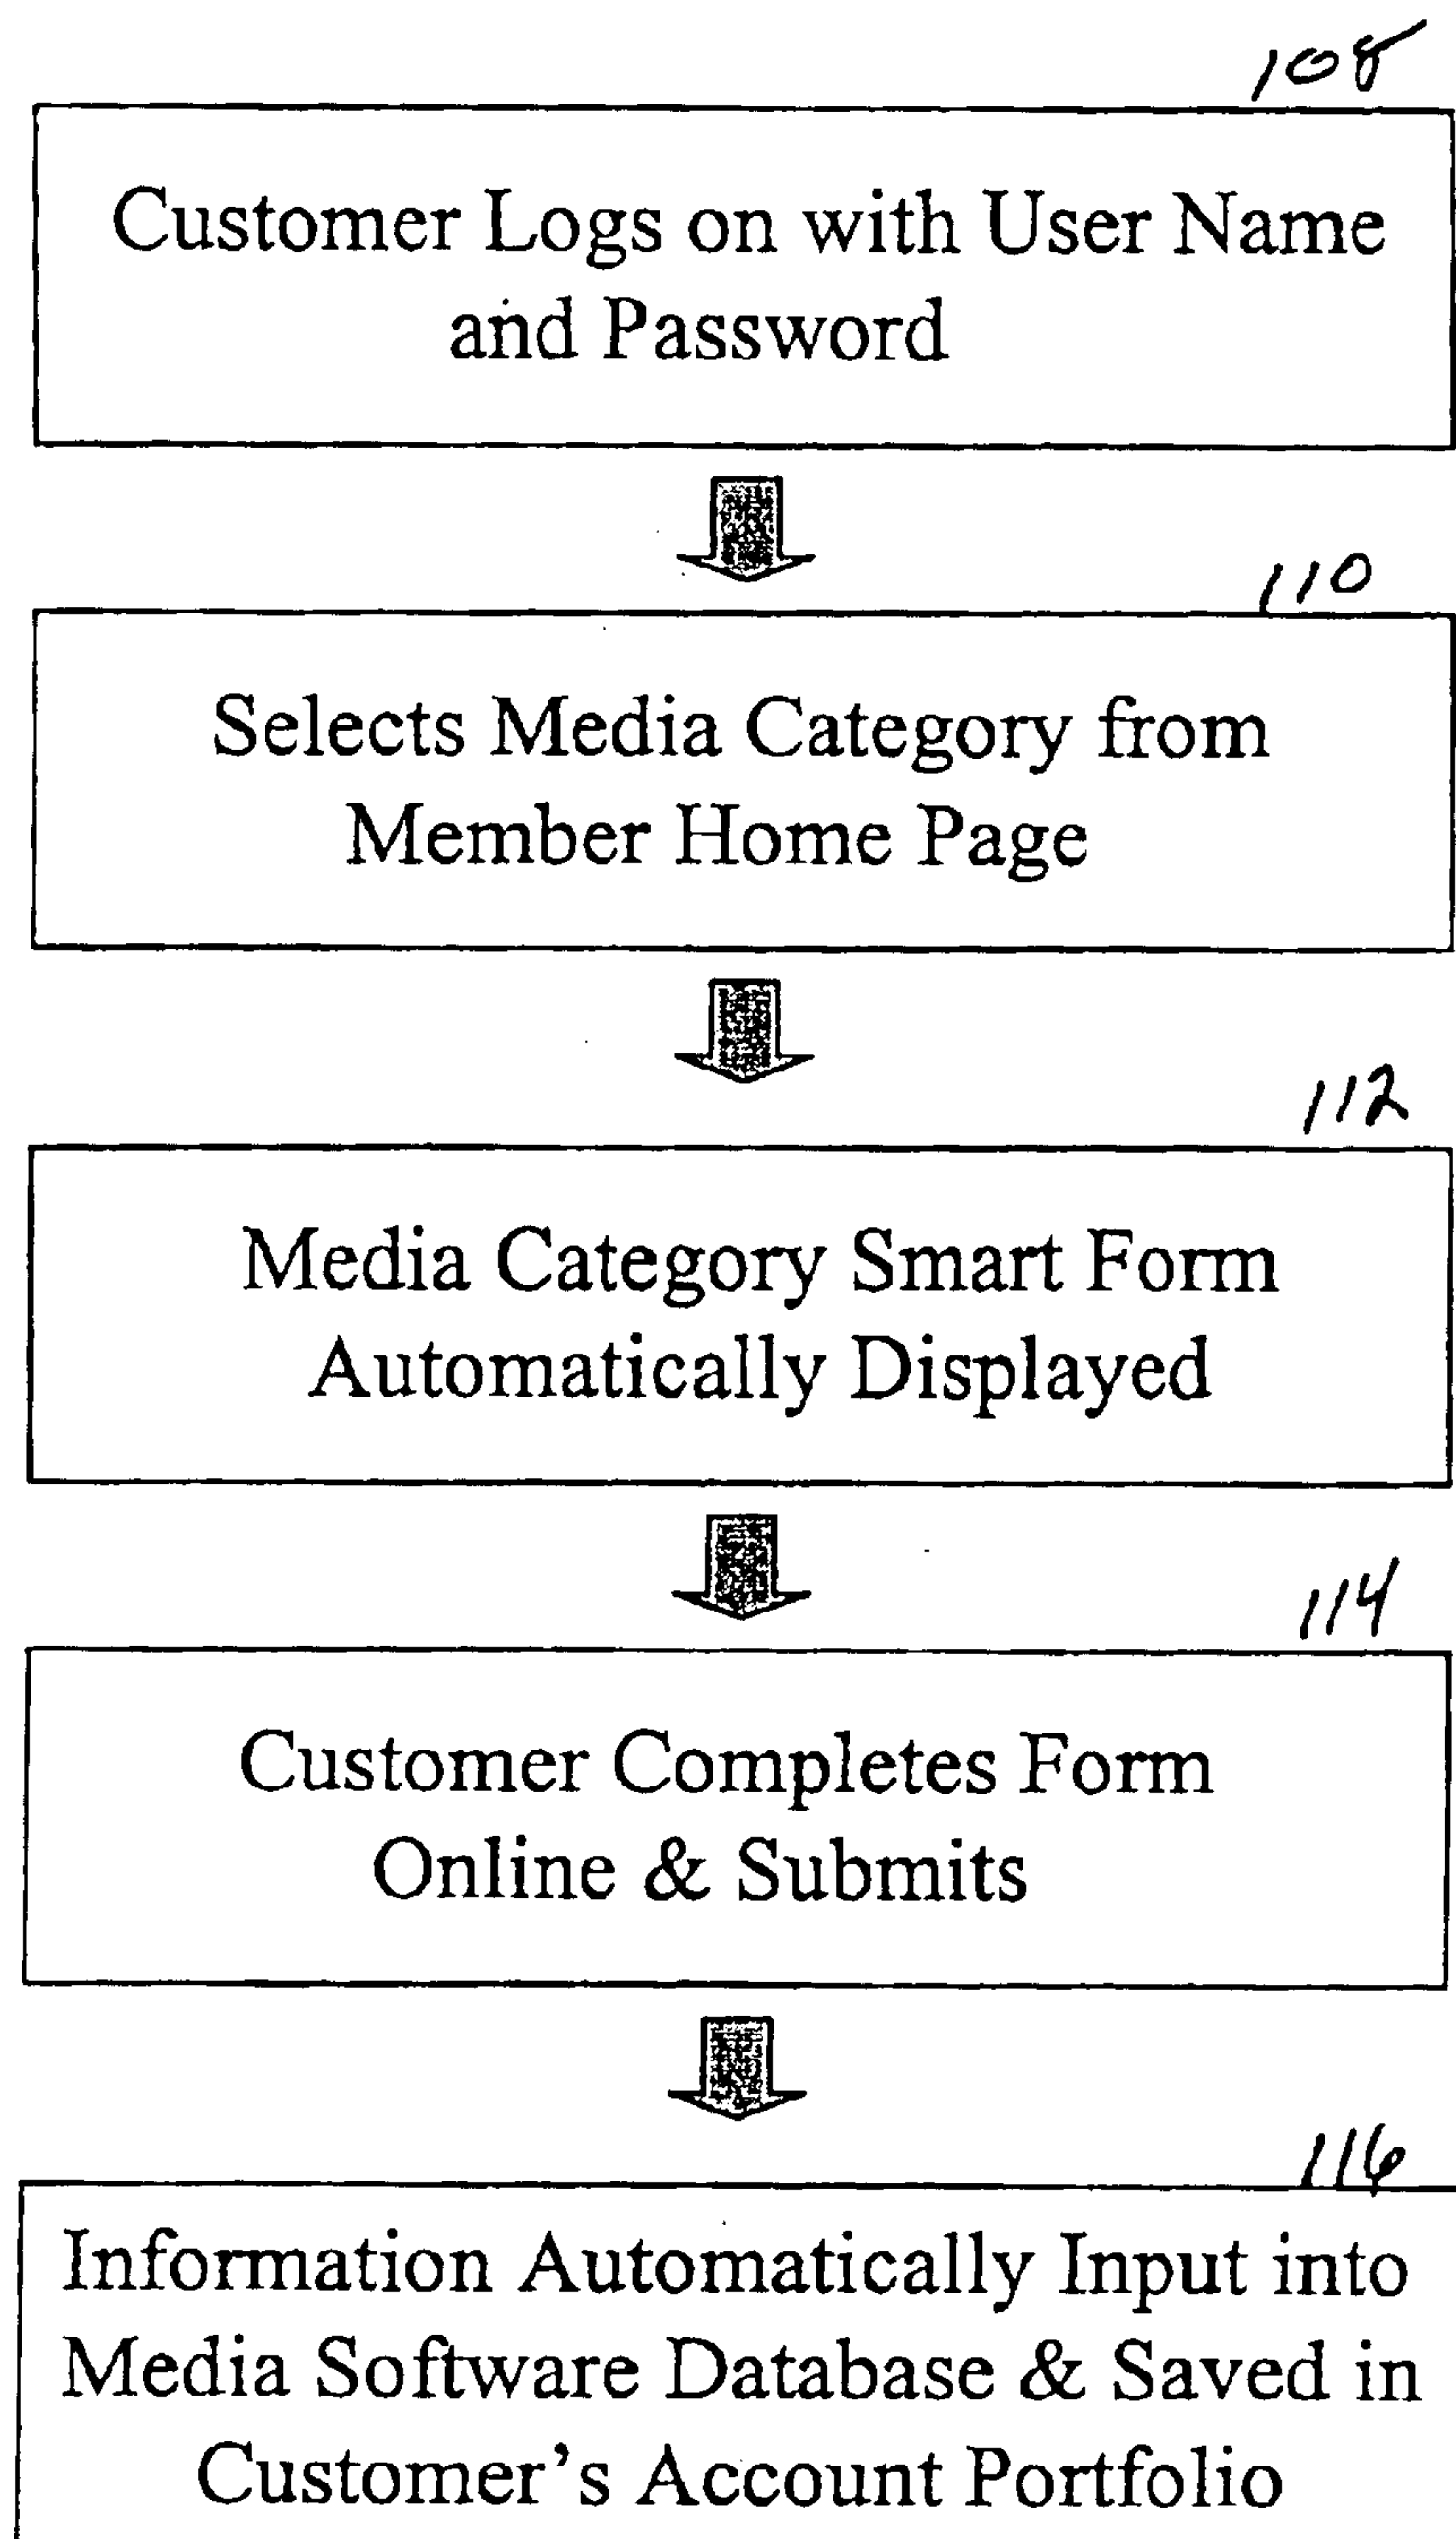 108
Customer Logs on with User Name
and Password
110
Selects Media Category from
Member Home Page
112
Media Category Smart Form
Automatically Displayed
114
Customer Completes Form
Online & Submits
116
Information Automatically Input into
Media Software Database & Saved in
Customer's Account Portfolio